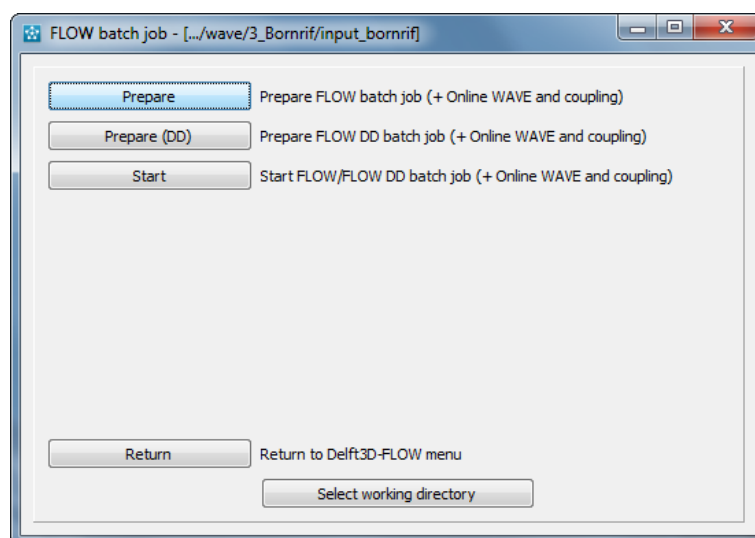 FLOW batch job - [.../wave/3_Bornrif/input_bornrif]
Prepare Prepare FLOW batch job (+ Online WAVE and coupling)
Prepare (DD) Prepare FLOW DD batch job (+ Online WAVE and coupling)
Start Start FLOW/FLOW DD batch job (+ Online WAVE and coupling)
Return Return to Delft3D-FLOW menu
Select working directory